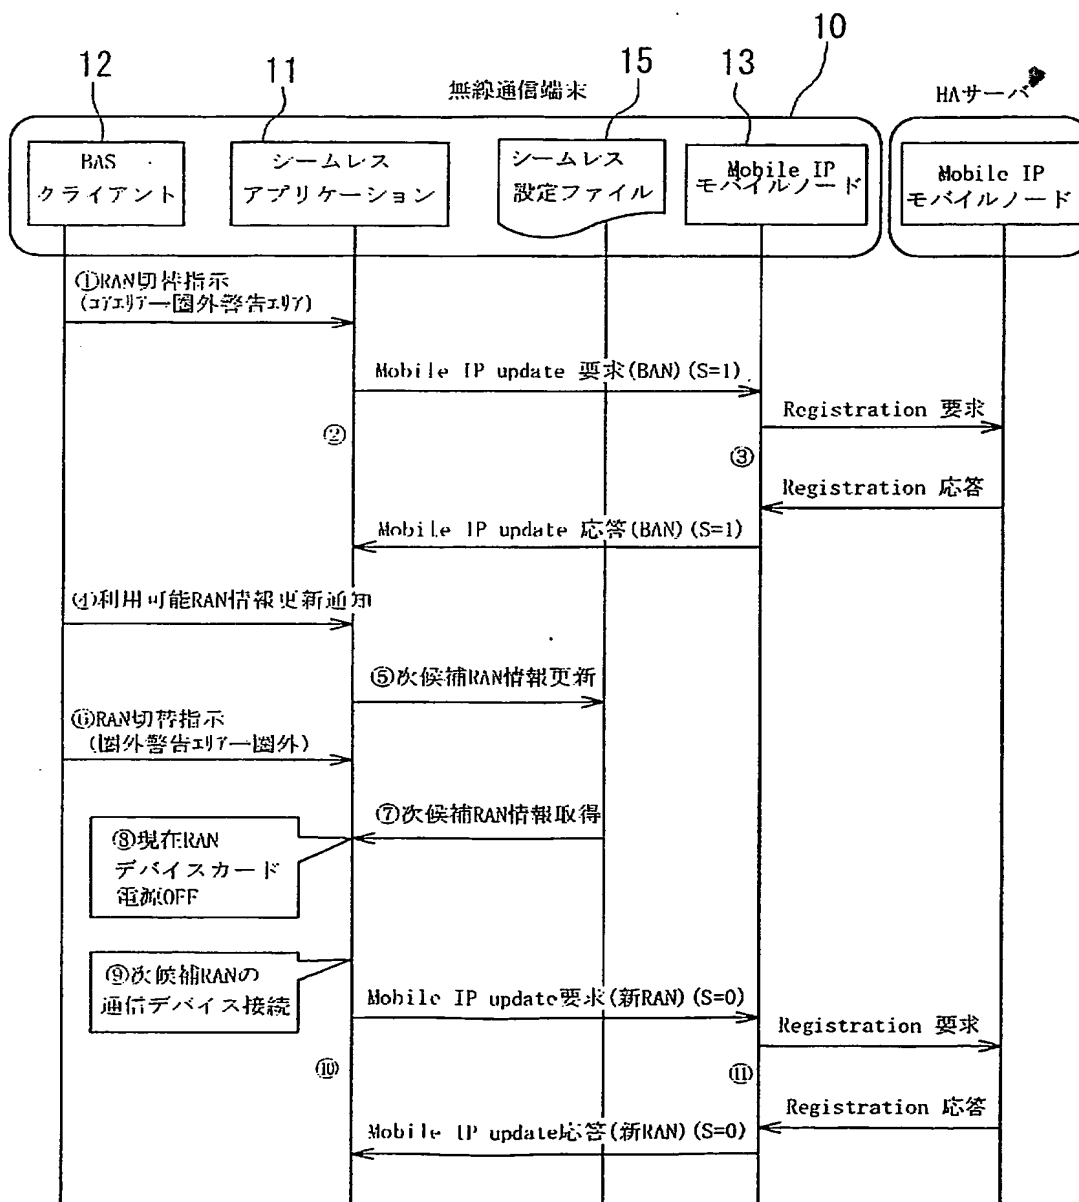 10
12
11
15
13
無線通信端末
HAサーバ
BAS
クライアント
シームレス
アプリケーション
シームレス
設定ファイル
Mobile IP
モバイルノード
Mobile IP
モバイルノード
①RAN切替指示
(コアエリア→圏外警告エリア)
Mobile IP update 要求(BAN)(S=1)
Registration 要求
②
③
Registration 応答
Mobile IP update 応答(BAN)(S=1)
④利用可能RAN情報更新通知
⑤次候補RAN情報更新
⑥RAN切替指示
(圏外警告エリア→圏外)
⑦次候補RAN情報取得
⑧現在RAN
デバイスカード
電源OFF
⑨次候補RANの
通信デバイス接続
Mobile IP update要求(新RAN)(S=0)
Registration 要求
⑩
⑪
Registration 応答
Mobile IP update応答(新RAN)(S=0)